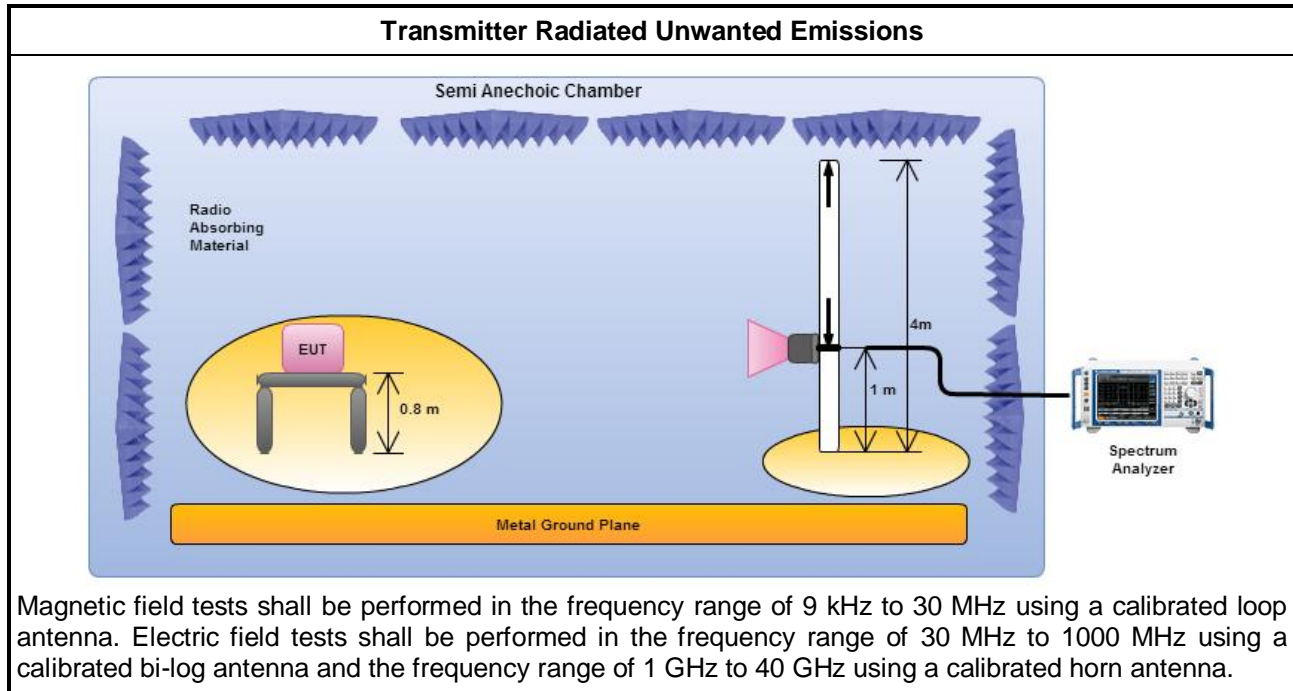 Transmitter Radiated Unwanted Emissions
Semi Anechoic Chamber
Radio
Absorbing
Material
EUT
0.8 m
4m
1 m
Spectrum
Analyzer
Metal Ground Plane
Magnetic field tests shall be performed in the frequency range of 9 kHz to 30 MHz using a calibrated loop
antenna. Electric field tests shall be performed in the frequency range of 30 MHz to 1000 MHz using a
calibrated bi-log antenna and the frequency range of 1 GHz to 40 GHz using a calibrated horn antenna.